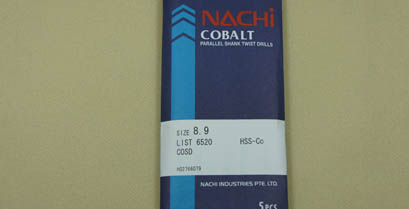 NACHi
COBALT
PARALLEL SHANK TWIST DRILLS
SIZE 8.9
LIST 6520 HSS-Co
COSD
NACHI INDUSTRIES PTE. LTD.
5 PCS